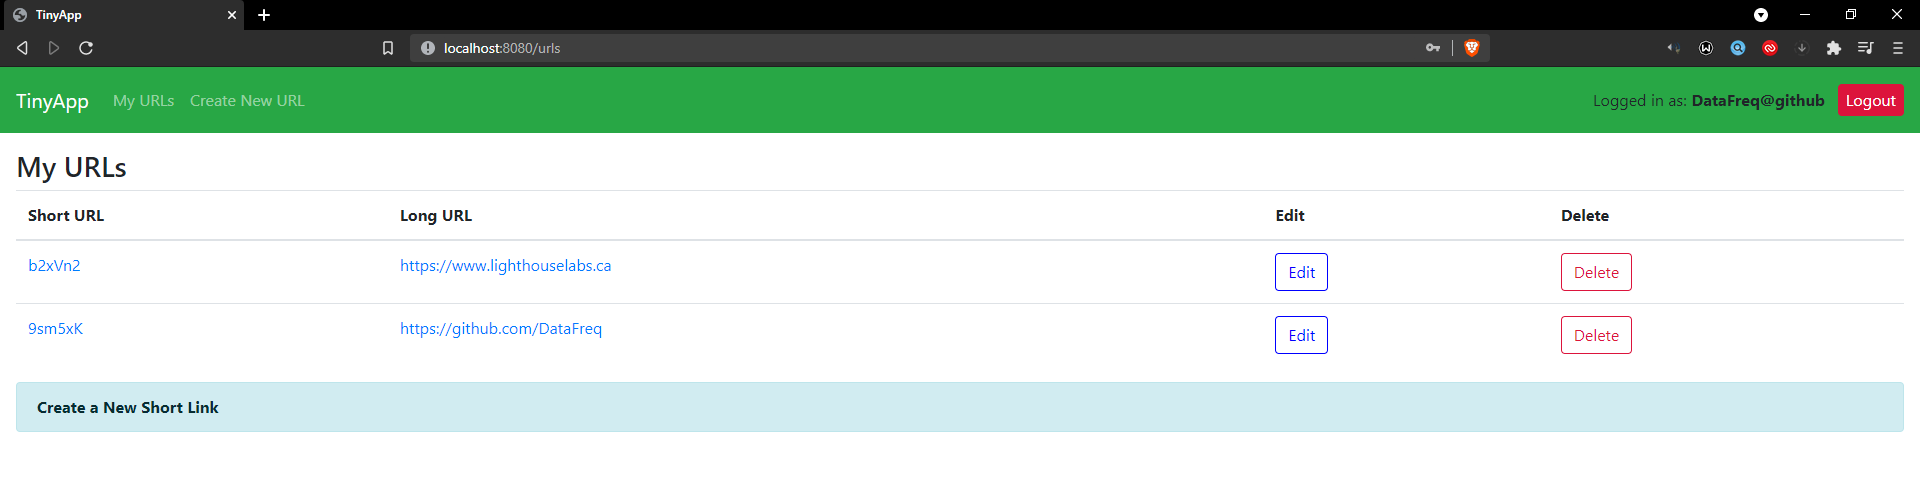 TinyApp
localhost:8080/urls
TinyApp My URLs Create New URL Logged in as: DataFreq@github Logout
My URLs
Short URL Long URL Edit Delete
b2xVn2 https://www.lighthouselabs.ca Edit Delete
9sm5xK https://github.com/DataFreq Edit Delete
Create a New Short Link